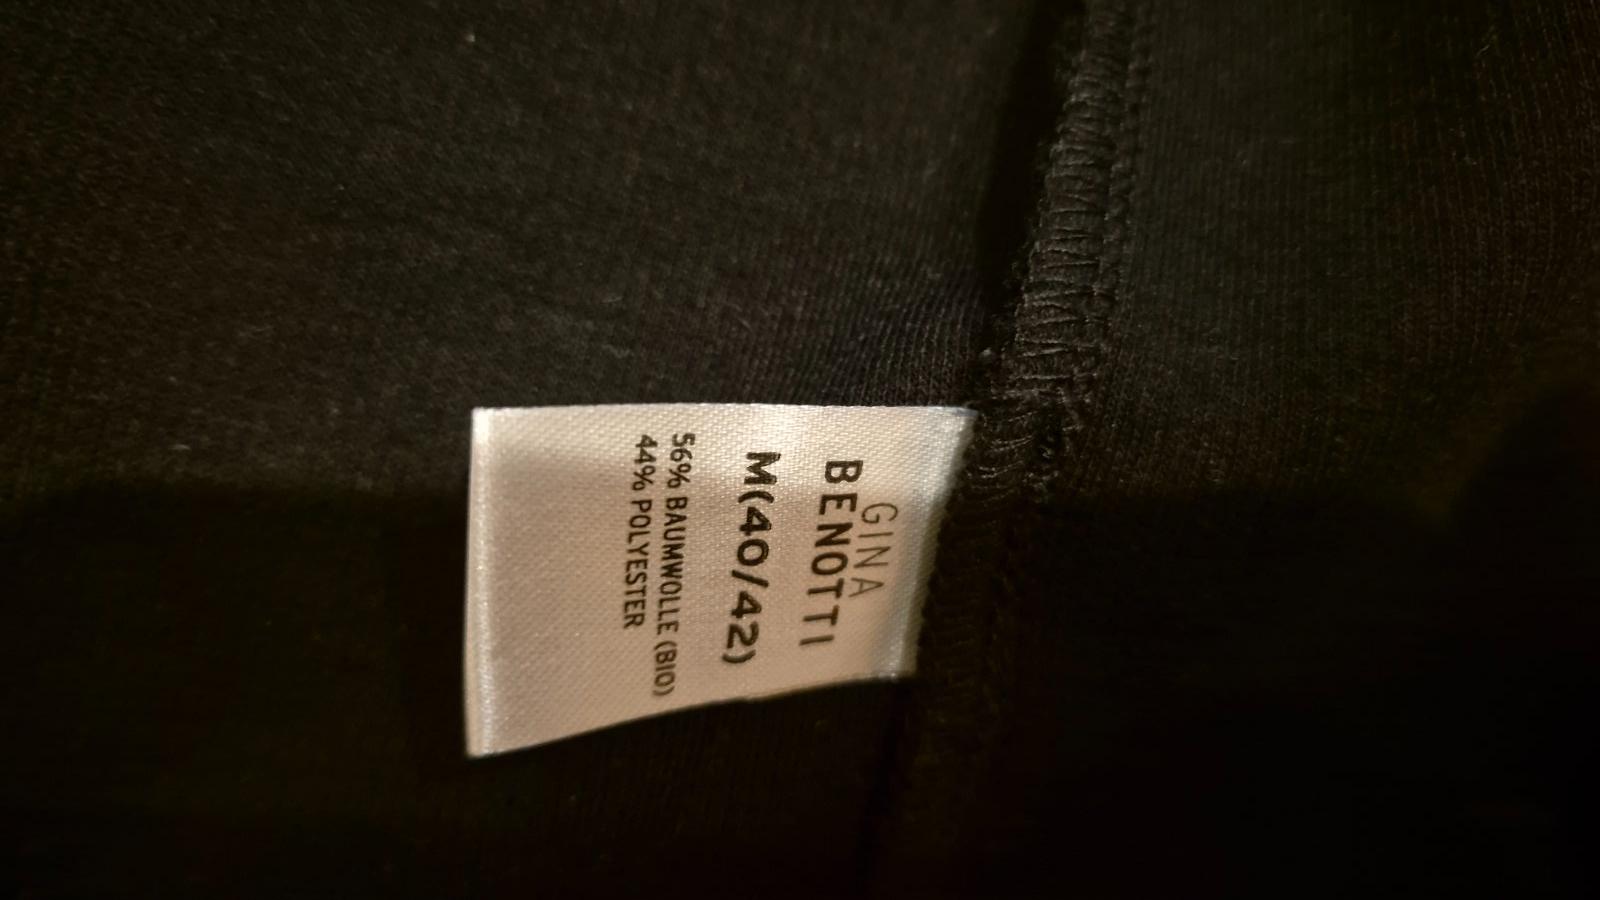 GINA
BENOTTI
M(40/42)
56% BAUMWOLLE (BIO)
44% POLYESTER